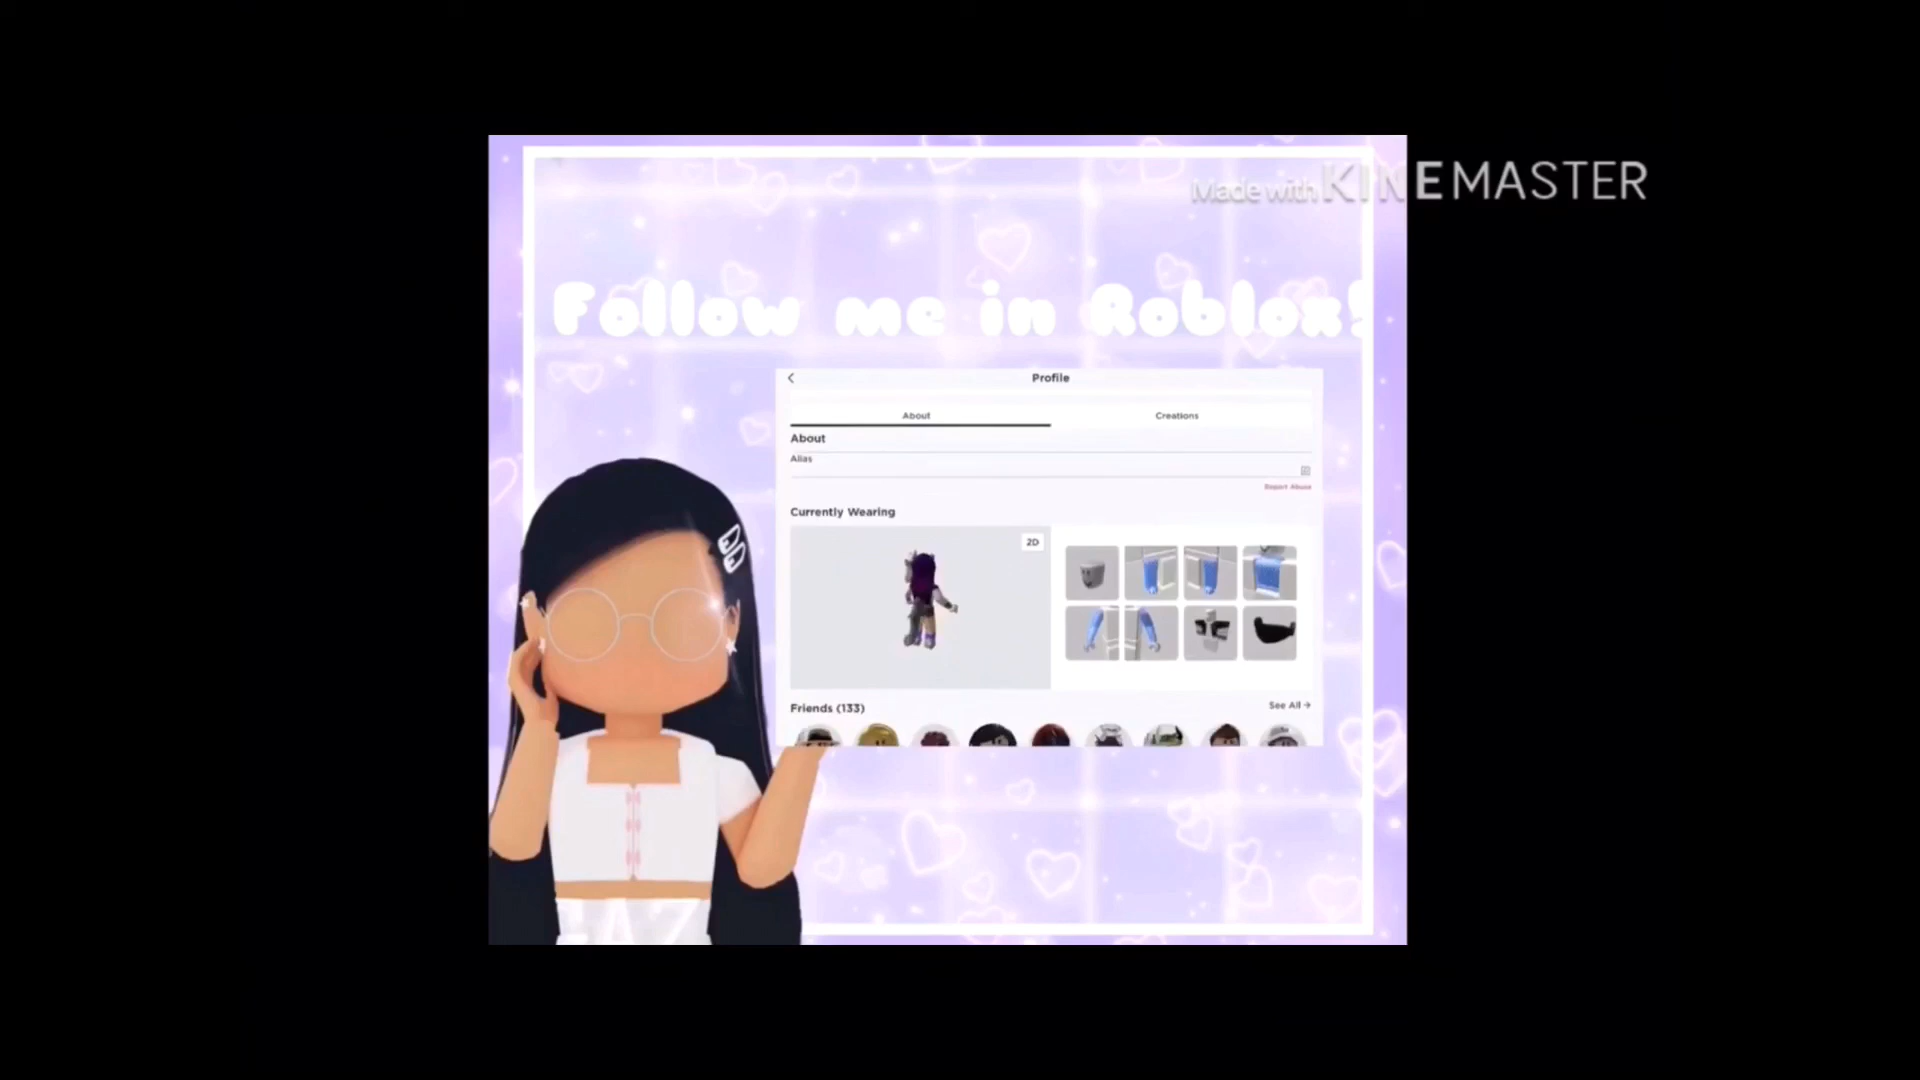 Made with KINEMASTER
Follow me in Roblox!
Profile
About
Creations
About
Alias
Report Abuse
Currently Wearing
2D
Friends (133)
See All →